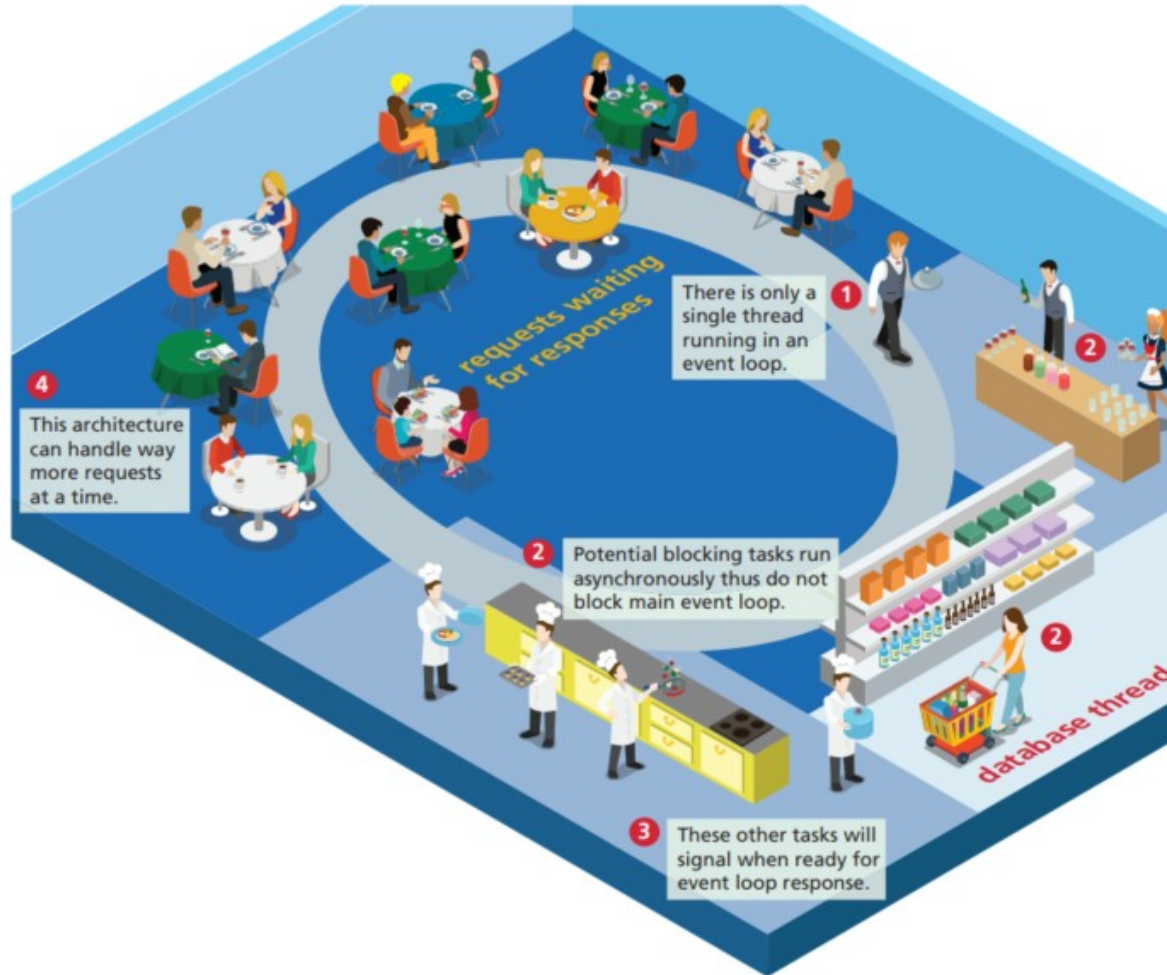 requests waiting
for responses
1
There is only a
single thread
running in an
event loop.
2
4
This architecture
can handle way
more requests
at a time.
2
Potential blocking tasks run
asynchronously thus do not
block main event loop.
2
database thread
3
These other tasks will
signal when ready for
event loop response.